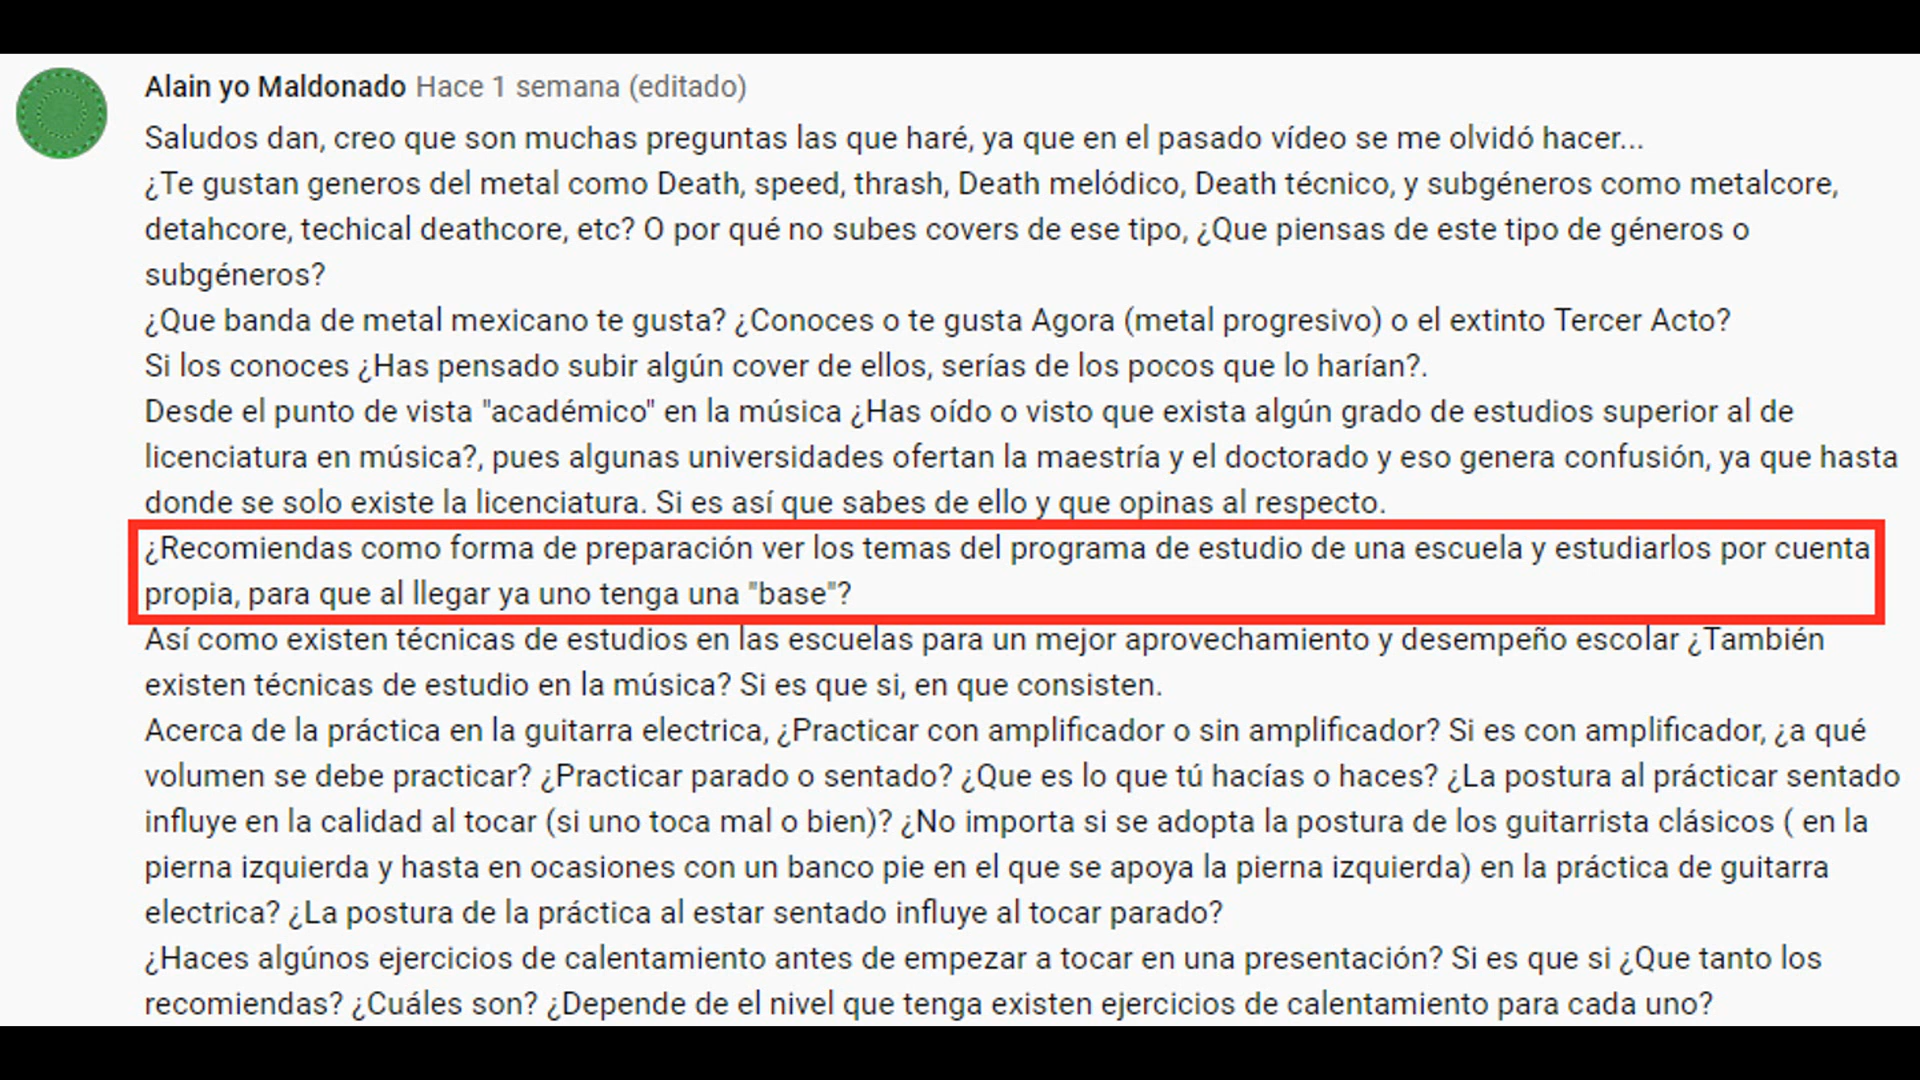 Alain yo Maldonado Hace 1 semana (editado)
Saludos dan, creo que son muchas preguntas las que haré, ya que en el pasado vídeo se me olvidó hacer...
¿Te gustan generos del metal como Death, speed, thrash, Death melódico, Death técnico, y subgéneros como metalcore,
detahcore, techical deathcore, etc? O por qué no subes covers de ese tipo, ¿Que piensas de este tipo de géneros o
subgéneros?
¿Que banda de metal mexicano te gusta? ¿Conoces o te gusta Agora (metal progresivo) o el extinto Tercer Acto?
Si los conoces ¿Has pensado subir algún cover de ellos, serías de los pocos que lo harían?.
Desde el punto de vista "académico" en la música ¿Has oído o visto que exista algún grado de estudios superior al de
licenciatura en música?, pues algunas universidades ofertan la maestría y el doctorado y eso genera confusión, ya que hasta
donde se solo existe la licenciatura. Si es así que sabes de ello y que opinas al respecto.
¿Recomiendas como forma de preparación ver los temas del programa de estudio de una escuela y estudiarlos por cuenta
propia, para que al llegar ya uno tenga una "base"?
Así como existen técnicas de estudios en las escuelas para un mejor aprovechamiento y desempeño escolar ¿También
existen técnicas de estudio en la música? Si es que si, en que consisten.
Acerca de la práctica en la guitarra electrica, ¿Practicar con amplificador o sin amplificador? Si es con amplificador, ¿a qué
volumen se debe practicar? ¿Practicar parado o sentado? ¿Que es lo que tú hacías o haces? ¿La postura al prácticar sentado
influye en la calidad al tocar (si uno toca mal o bien)? ¿No importa si se adopta la postura de los guitarrista clásicos ( en la
pierna izquierda y hasta en ocasiones con un banco pie en el que se apoya la pierna izquierda) en la práctica de guitarra
electrica? ¿La postura de la práctica al estar sentado influye al tocar parado?
¿Haces algúnos ejercicios de calentamiento antes de empezar a tocar en una presentación? Si es que si ¿Que tanto los
recomiendas? ¿Cuáles son? ¿Depende de el nivel que tenga existen ejercicios de calentamiento para cada uno?